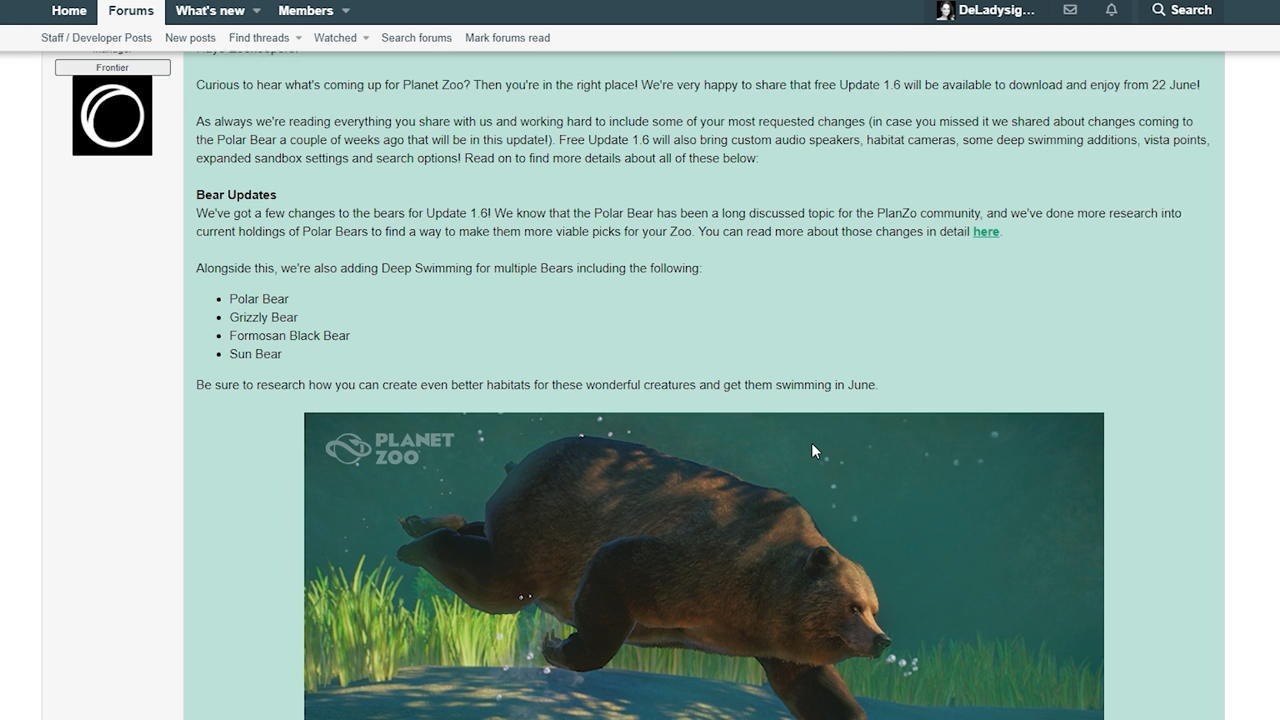 Home Forums What's new Members DeLadysig... Search
Staff / Developer Posts New posts Find threads Watched Search forums Mark forums read
Frontier
Curious to hear what's coming up for Planet Zoo? Then you're in the right place! We're very happy to share that free Update 1.6 will be available to download and enjoy from 22 June!
As always we're reading everything you share with us and working hard to include some of your most requested changes (in case you missed it we shared about changes coming to
the Polar Bear a couple of weeks ago that will be in this update!). Free Update 1.6 will also bring custom audio speakers, habitat cameras, some deep swimming additions, vista points,
expanded sandbox settings and search options! Read on to find more details about all of these below:
Bear Updates
We've got a few changes to the bears for Update 1.6! We know that the Polar Bear has been a long discussed topic for the PlanZo community, and we've done more research into
current holdings of Polar Bears to find a way to make them more viable picks for your Zoo. You can read more about those changes in detail here.
Alongside this, we're also adding Deep Swimming for multiple Bears including the following:
• Polar Bear
• Grizzly Bear
• Formosan Black Bear
• Sun Bear
Be sure to research how you can create even better habitats for these wonderful creatures and get them swimming in June.
PLANET
ZOO